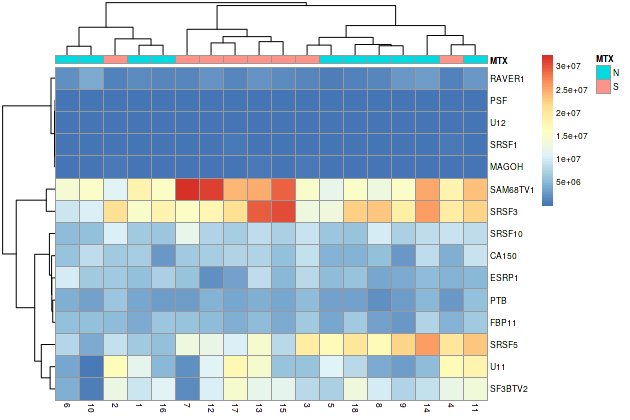 MTX
RAVER1
PSF
U12
SRSF1
MAGOH
SAM68TV1
SRSF3
SRSF10
CA150
ESRP1
PTB
FBP11
SRSF5
U11
SF3BTV2
6 10 2 1 16 7 12 17 13 15 3 5 18 8 9 14 4 11
3e+07
2.5e+07
2e+07
1.5e+07
1e+07
5e+06
MTX
N
S